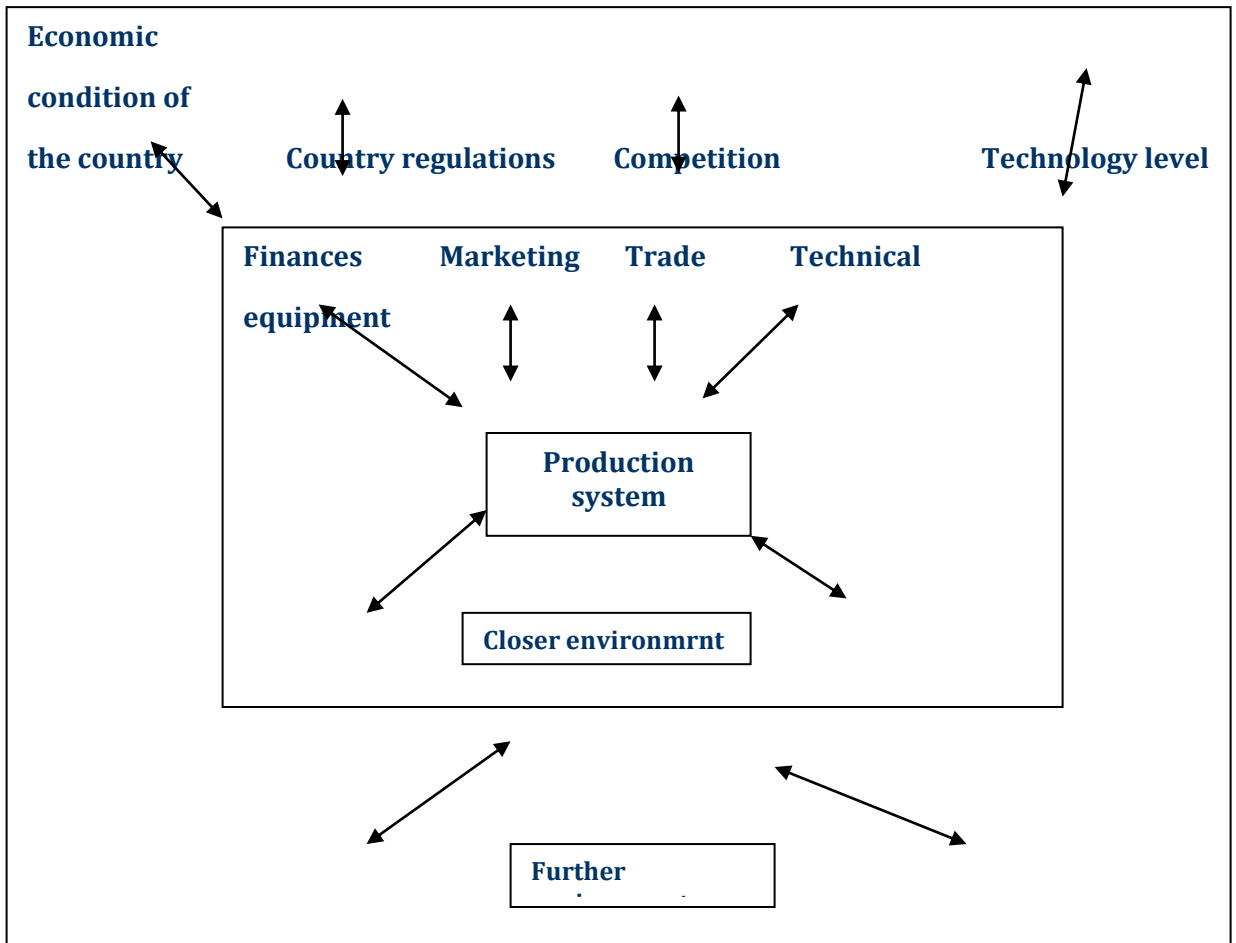 Economic
condition of
the country Country regulations Competition Technology level
Finances Marketing Trade Technical
equipment
Production
system
Closer environmrnt
Further